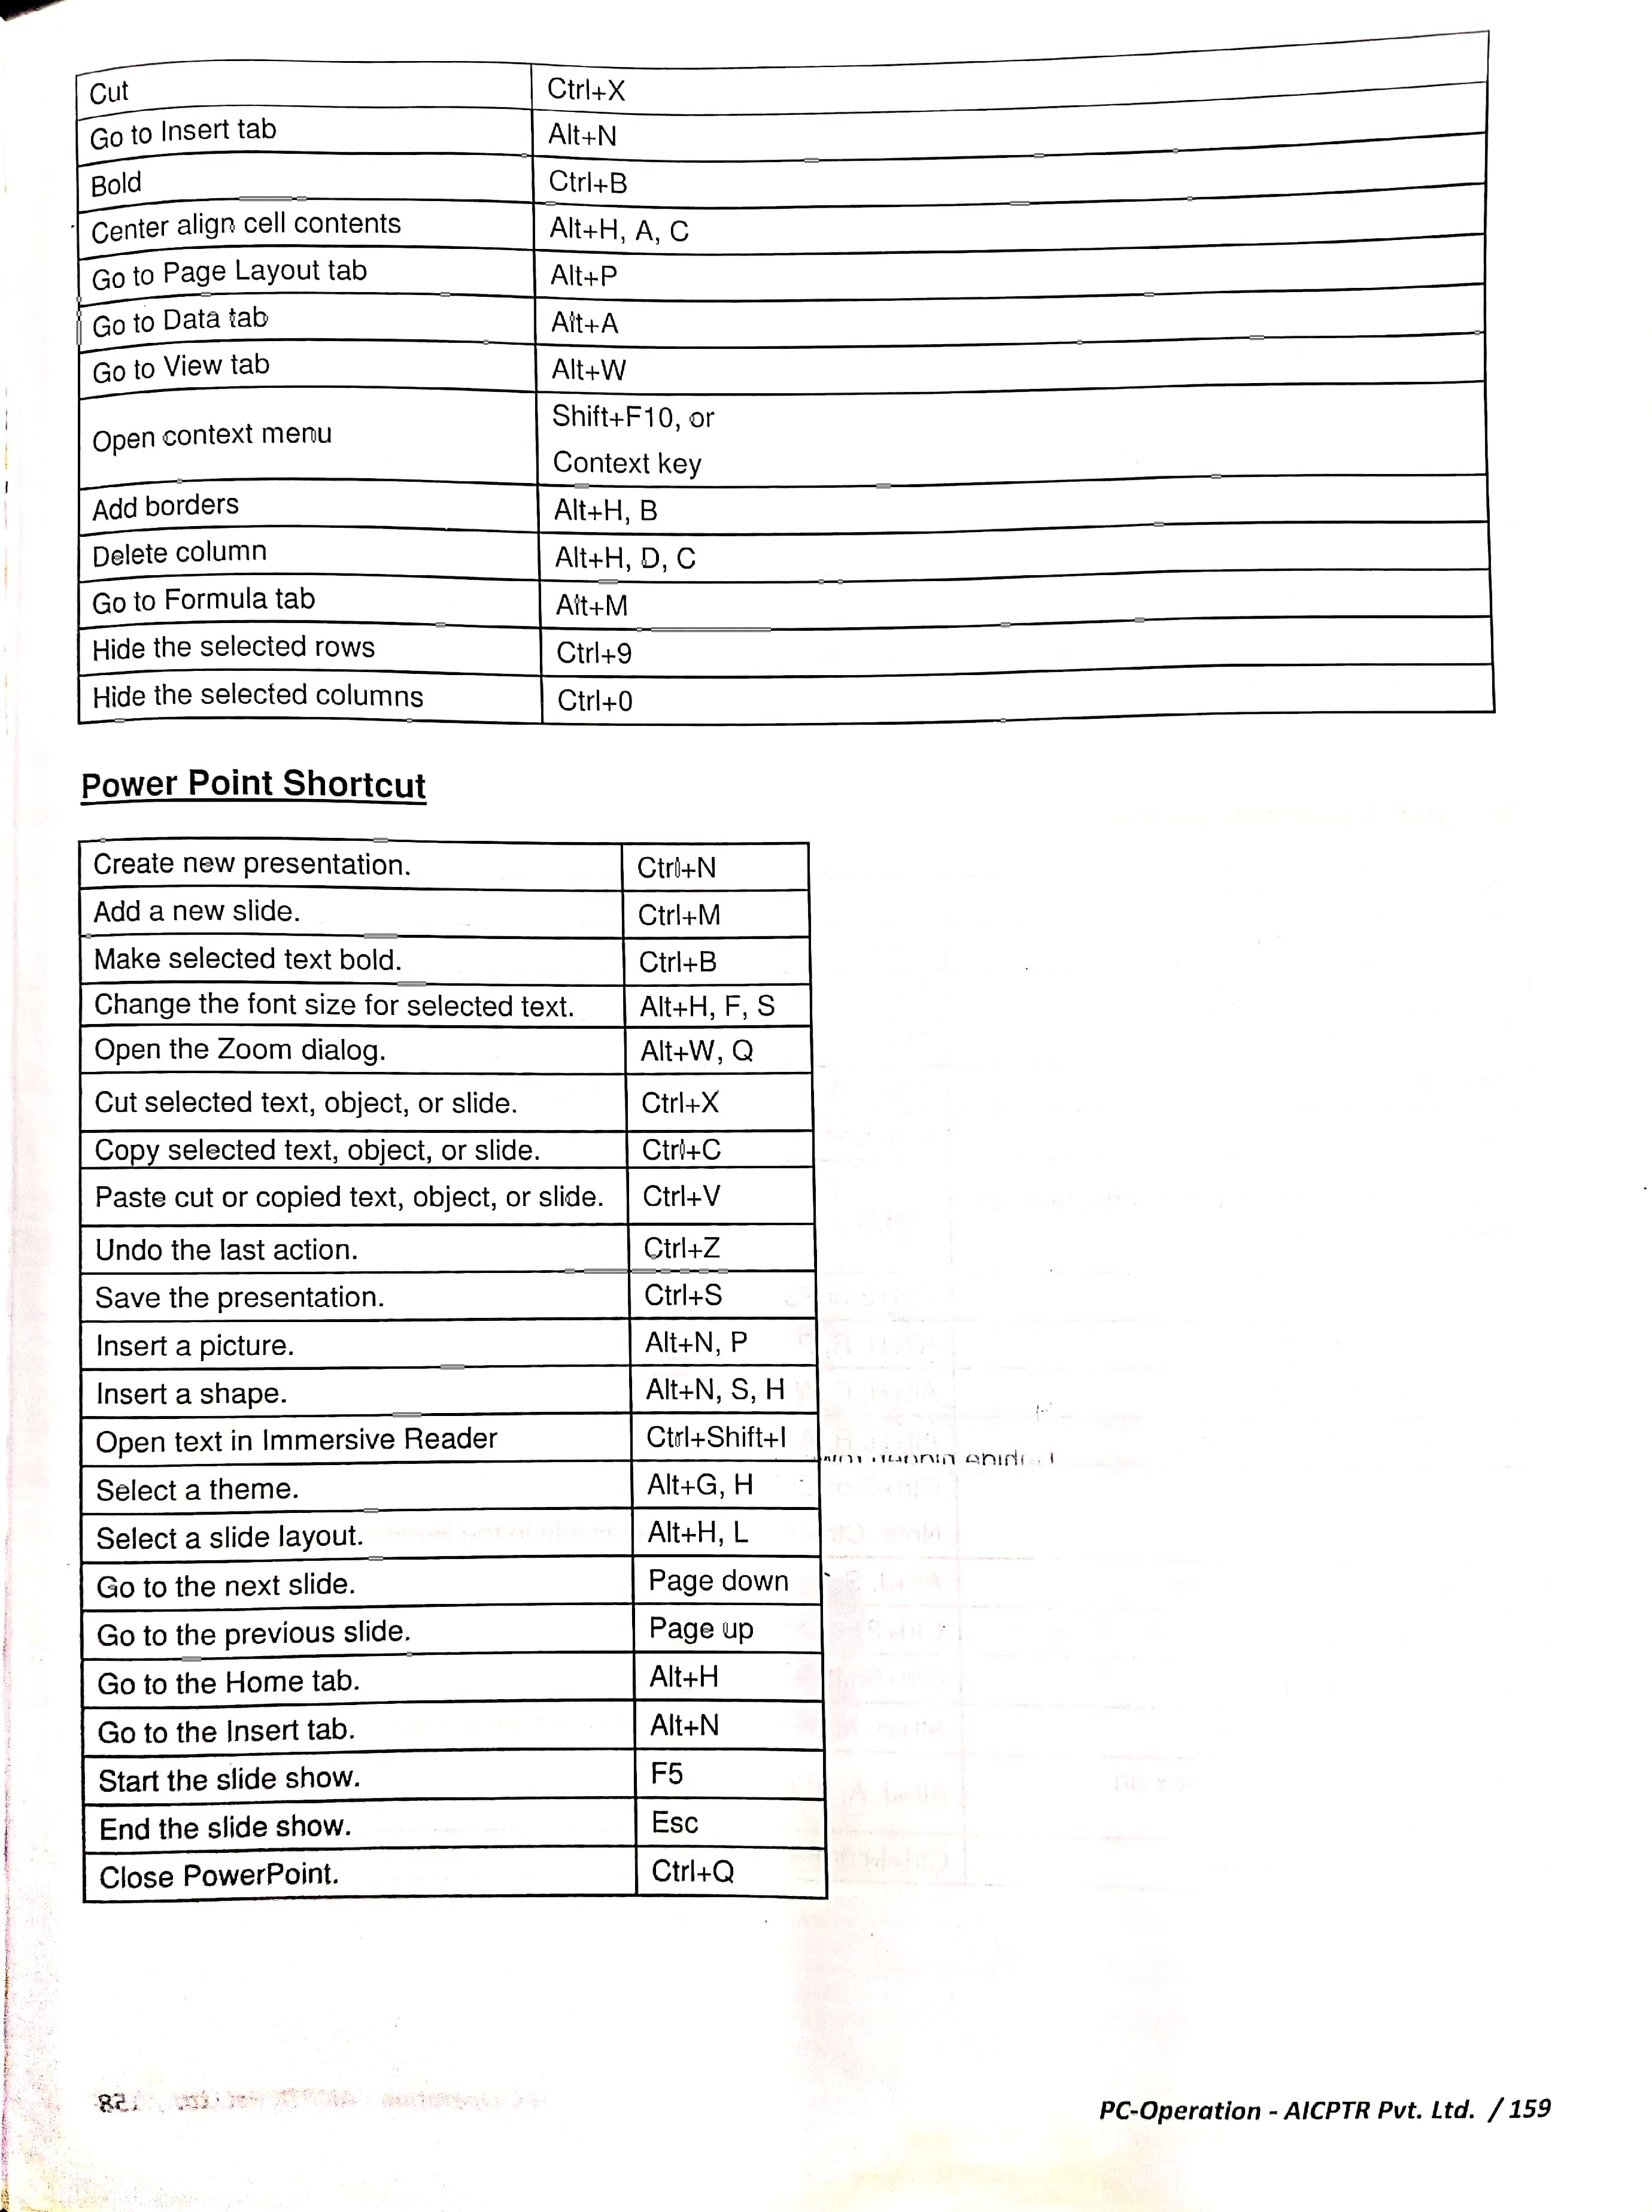 Cut Ctrl+X
Go to Insert tab Alt+N
Bold Ctrl+B
Center align cell contents Alt+H, A, C
Go to Page Layout tab Alt+P
Go to Data tab Alt+A
Go to View tab Alt+W
Open context menu Shift+F10, or
Context key
Add borders Alt+H, B
Delete column Alt+H, D, C
Go to Formula tab Alt+M
Hide the selected rows Ctrl+9
Hide the selected columns Ctrl+0
Power Point Shortcut
Create new presentation. Ctrl+N
Add a new slide. Ctrl+M
Make selected text bold. Ctrl+B
Change the font size for selected text. Alt+H, F, S
Open the Zoom dialog. Alt+W, Q
Cut selected text, object, or slide. Ctrl+X
Copy selected text, object, or slide. Ctrl+C
Paste cut or copied text, object, or slide. Ctrl+V
Undo the last action. Ctrl+Z
Save the presentation. Ctrl+S
Insert a picture. Alt+N, P
Insert a shape. Alt+N, S, H
Open text in Immersive Reader Ctrl+Shift+I
Select a theme. Alt+G, H
Select a slide layout. Alt+H, L
Go to the next slide. Page down
Go to the previous slide. Page up
Go to the Home tab. Alt+H
Go to the Insert tab. Alt+N
Start the slide show. F5
End the slide show. Esc
Close PowerPoint. Ctrl+Q
PC-Operation - AICPTR Pvt. Ltd. / 159